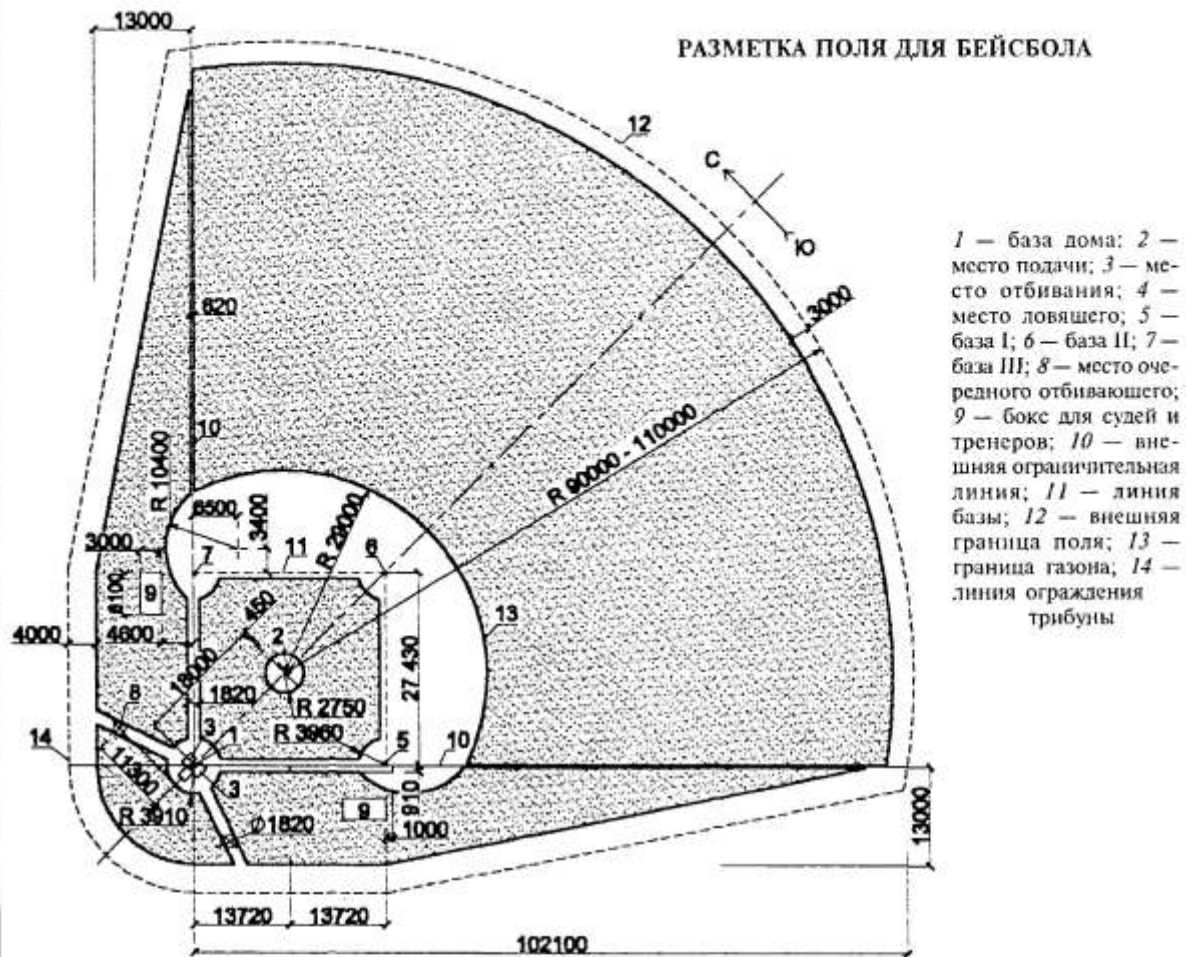 13000
РАЗМЕТКА ПОЛЯ ДЛЯ БЕЙСБОЛА
12
С
Ю
3000
620
10
R 90000 - 110000
R 10400
6500
3400
R 29000
3000
7
11
6
6100
9
450
13
4000
4600
2
18000
27 430
8
1820
R 2750
14
3
1
R 3960
5
10
11300
3
9
910
R 3910
Ø 1820
1000
13000
13720
13720
102100
1 — база дома; 2 —
место подачи; 3 — ме-
сто отбивания; 4 —
место ловящего; 5 —
база I; 6 — база II; 7 —
база III; 8 — место оче-
редного отбивающего;
9 — бокс для судей и
тренеров; 10 — вне-
шняя ограничительная
линия; 11 — линия
базы; 12 — внешняя
граница поля; 13 —
граница газона; 14 —
линия ограждения
трибуны